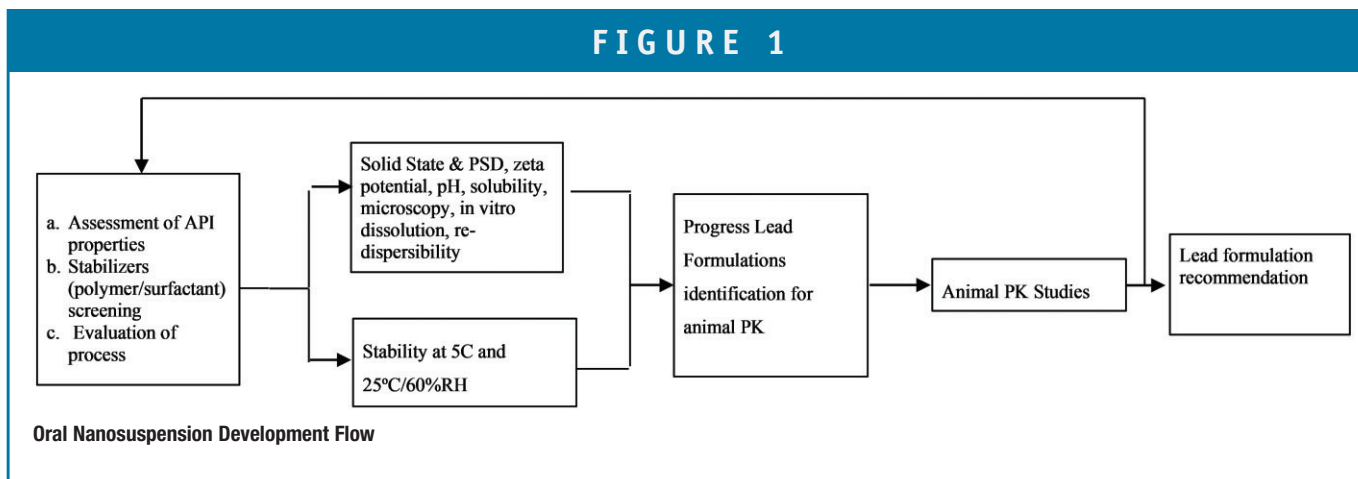 FIGURE 1
a. Assessment of API
properties
b. Stabilizers
(polymer/surfactant)
screening
c. Evaluation of
process
Solid State & PSD, zeta
potential, pH, solubility,
microscopy, in vitro
dissolution, re-
dispersibility
Stability at 5C and
25ºC/60%RH
Progress Lead
Formulations
identification for
animal PK
Animal PK Studies
Lead formulation
recommendation
Oral Nanosuspension Development Flow